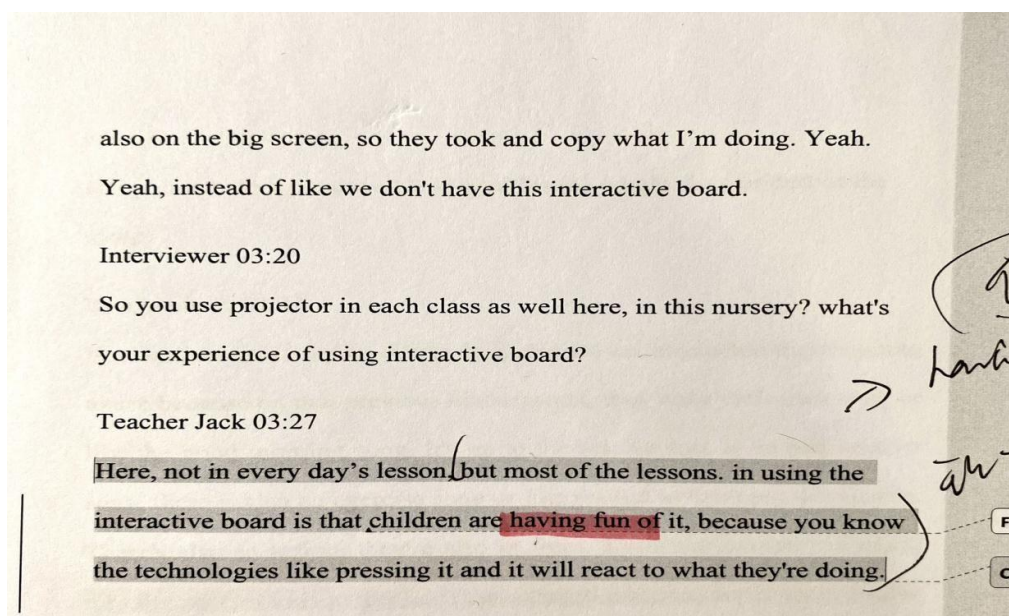 also on the big screen, so they took and copy what I'm doing. Yeah.
Yeah, instead of like we don't have this interactive board.
Interviewer 03:20
So you use projector in each class as well here, in this nursery? what's
your experience of using interactive board?
Teacher Jack 03:27
Here, not in every day's lesson, but most of the lessons. in using the
interactive board is that children are having fun of it, because you know
the technologies like pressing it and it will react to what they're doing.